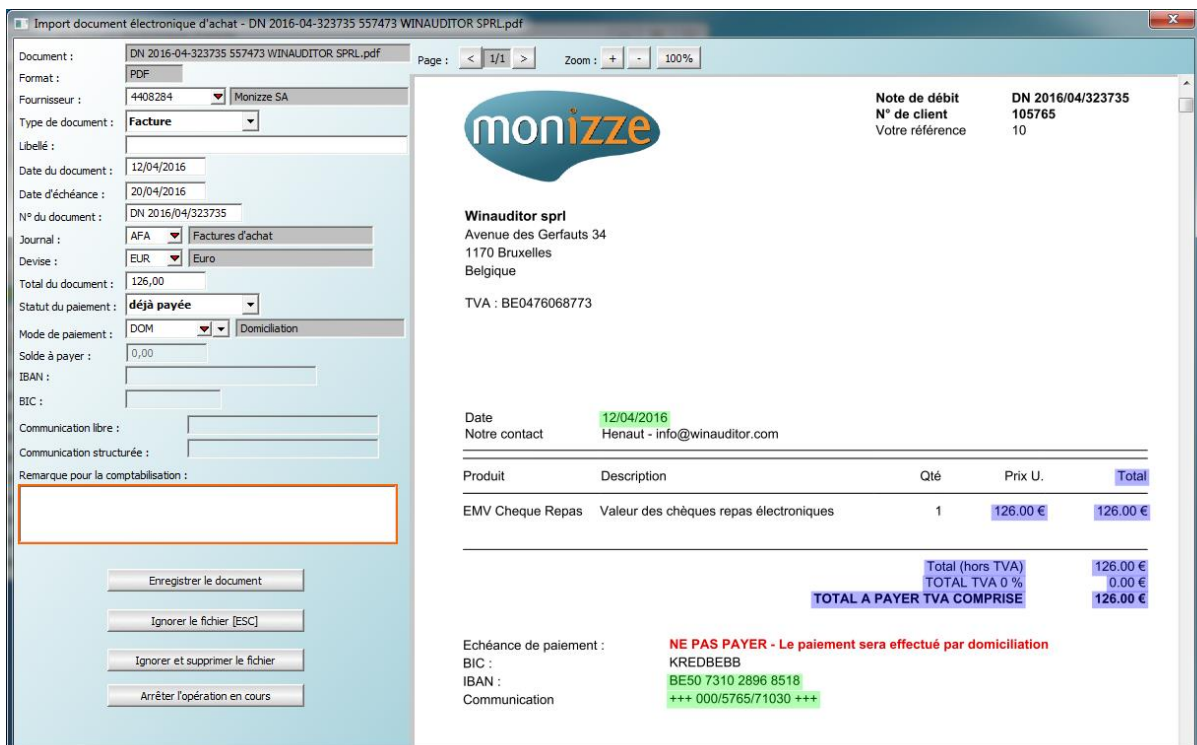 Import document électronique d'achat - DN 2016-04-323735 557473 WINAUDITOR SPRL.pdf
Document : DN 2016-04-323735 557473 WINAUDITOR SPRL.pdf
Format : PDF
Fournisseur : 4408284 Monizze SA
Type de document : Facture
Libellé :
Date du document : 12/04/2016
Date d'échéance : 20/04/2016
N° du document : DN 2016/04/323735
Journal : AFA Factures d'achat
Devise : EUR Euro
Total du document : 126,00
Statut du paiement : déjà payée
Mode de paiement : DOM Domiciliation
Solde à payer : 0,00
IBAN :
BIC :
Communication libre :
Communication structurée :
Remarque pour la comptabilisation :
Enregistrer le document
Ignorer le fichier [ESC]
Ignorer et supprimer le fichier
Arrêter l'opération en cours
Page : < 1/1 > Zoom : + - 100%
monizze
Note de débit DN 2016/04/323735
N° de client 105765
Votre référence 10
Winauditor sprl
Avenue des Gerfauts 34
1170 Bruxelles
Belgique
TVA : BE0476068773
Date 12/04/2016
Notre contact Henaut - info@winauditor.com
Produit Description Qté Prix U. Total
EMV Cheque Repas Valeur des chèques repas électroniques 1 126.00 € 126.00 €
Total (hors TVA) 126.00 €
TOTAL TVA 0 % 0.00 €
TOTAL A PAYER TVA COMPRISE 126.00 €
Echéance de paiement : NE PAS PAYER - Le paiement sera effectué par domiciliation
BIC : KREDBEBB
IBAN : BE50 7310 2896 8518
Communication +++ 000/5765/71030 +++